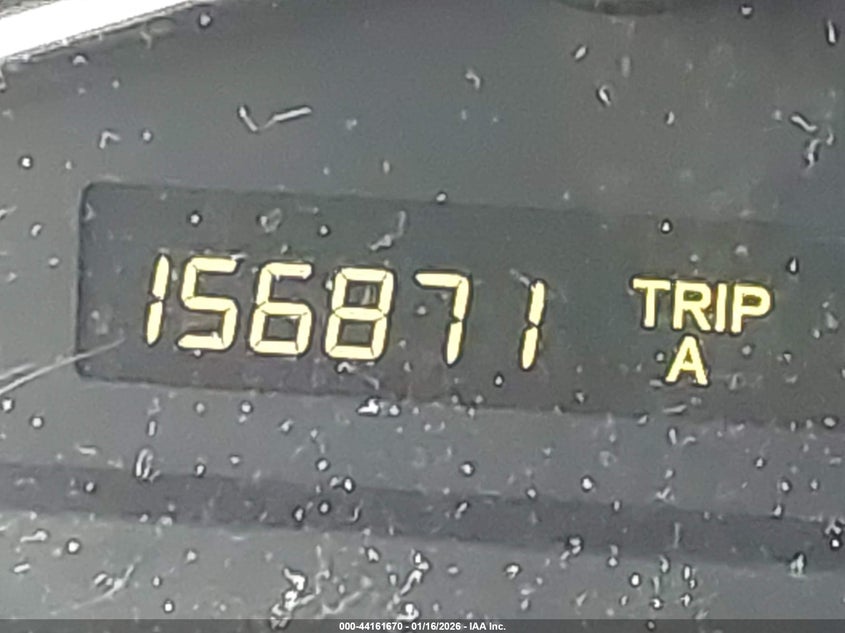 156871 TRIP
A
000-44161670 - 01/16/2026 - IAA Inc.